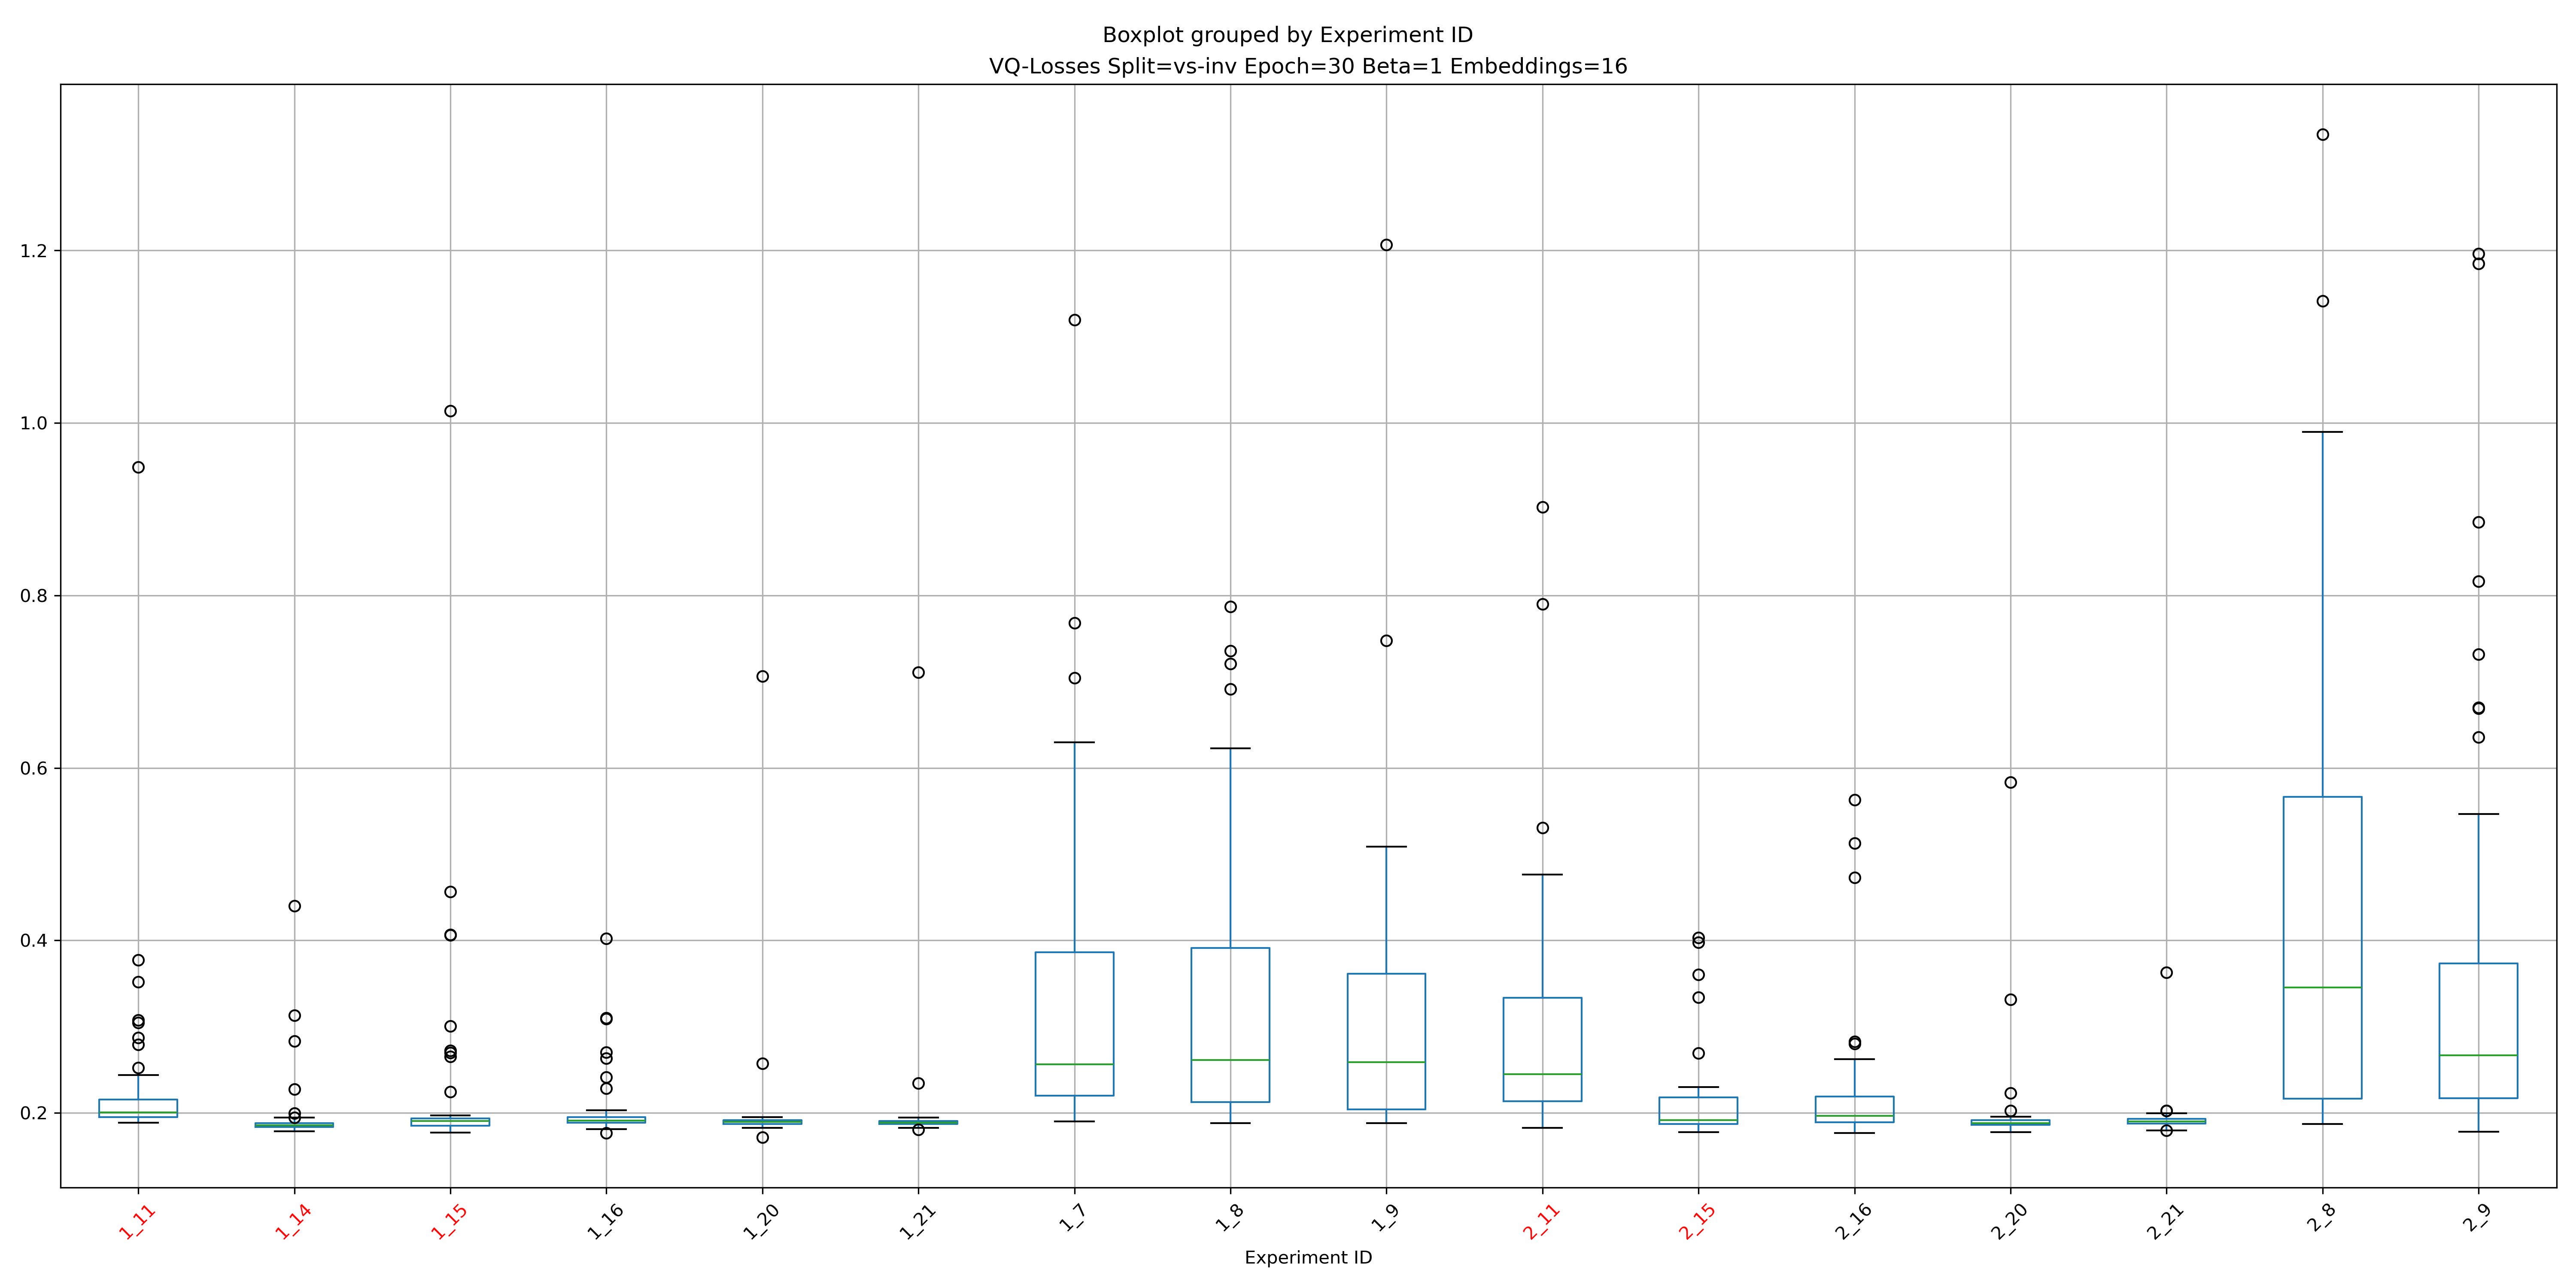 Boxplot grouped by Experiment ID
VQ-Losses Split=vs-inv Epoch=30 Beta=1 Embeddings=16
1.2
1.0
0.8
0.6
0.4
0.2
1_11 1_14 1_15 1_16 1_20 1_21 1_7 1_8 1_9 2_11 2_15 2_16 2_20 2_21 2_8 2_9
Experiment ID